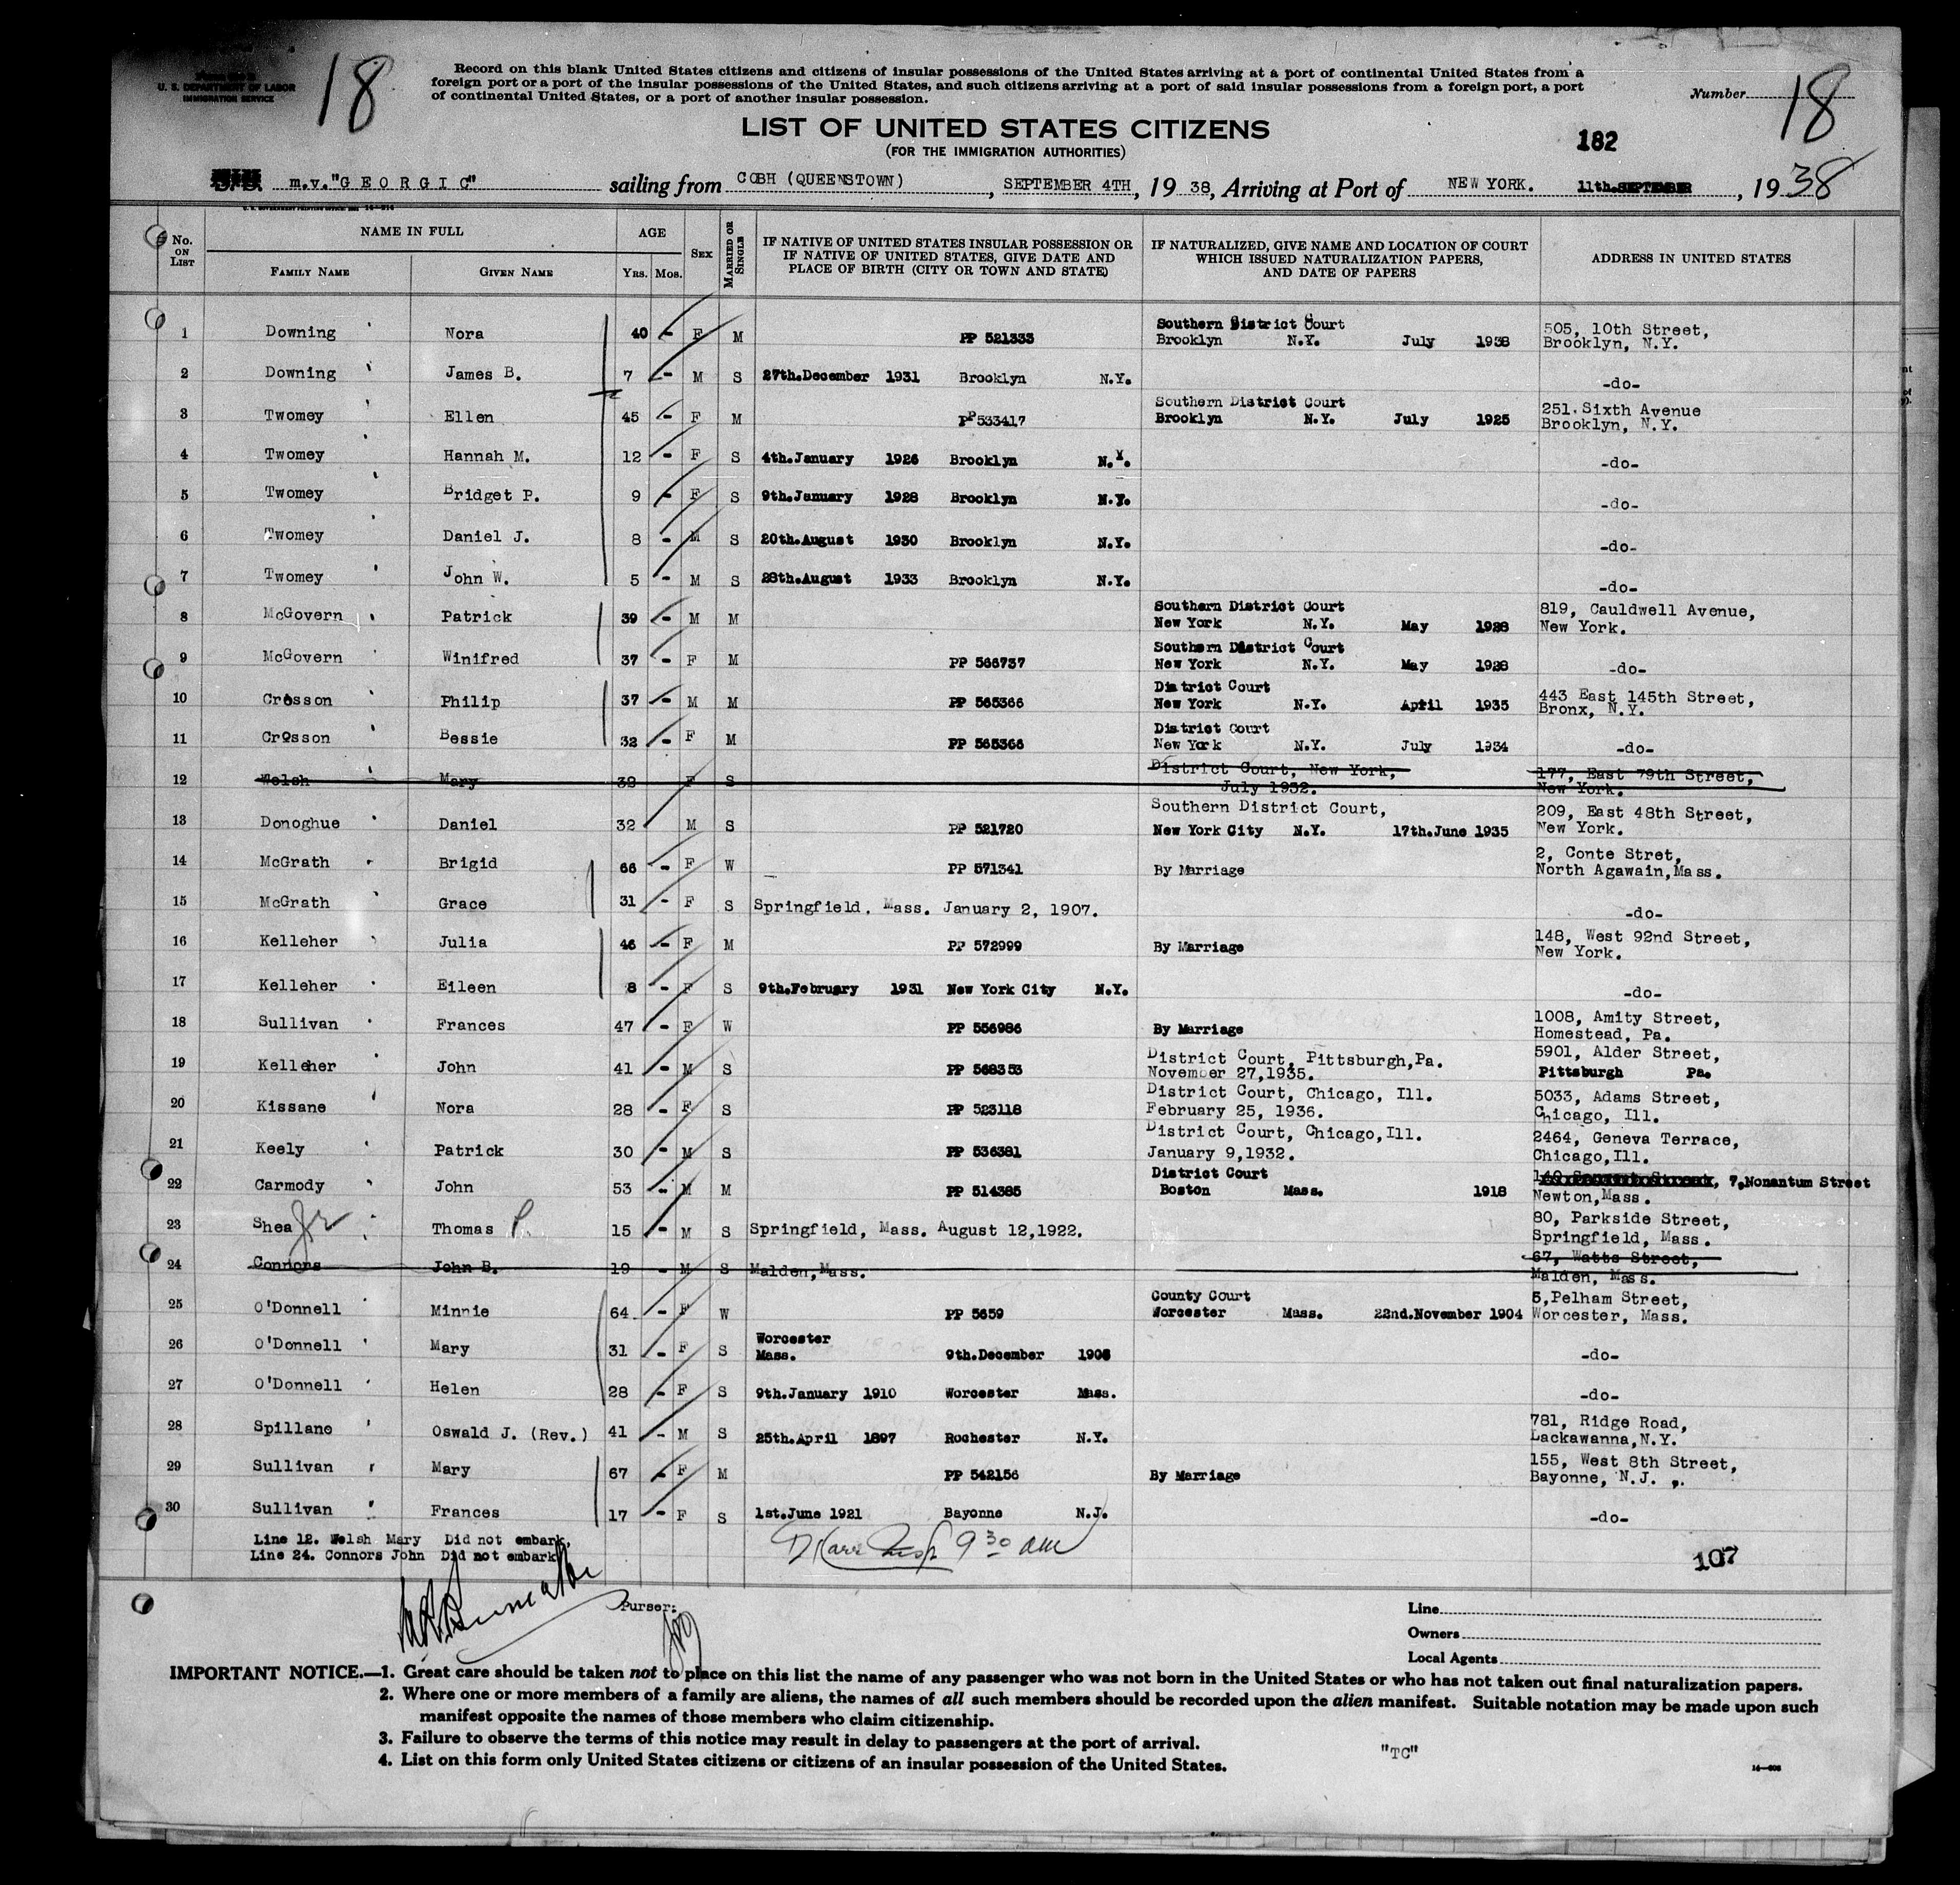 18
U. S. DEPARTMENT OF LABOR
IMMIGRATION SERVICE
Record on this blank United States citizens and citizens of insular possessions of the United States arriving at a port of continental United States from a
foreign port or a port of the insular possessions of the United States, and such citizens arriving at a port of said insular possessions from a foreign port, a port
of continental United States, or a port of another insular possession.
Number 18
LIST OF UNITED STATES CITIZENS
(FOR THE IMMIGRATION AUTHORITIES)
182
S.S. m.v."GEORGIC" sailing from COBH (QUEENSTOWN), SEPTEMBER 4TH, 19 38, Arriving at Port of NEW YORK. 11th.SEPTEMBER, 19 38
No. ON LIST
NAME IN FULL
FAMILY NAME GIVEN NAME
AGE
YRS. MOS.
SEX
MARRIED OR SINGLE
IF NATIVE OF UNITED STATES INSULAR POSSESSION OR
IF NATIVE OF UNITED STATES, GIVE DATE AND
PLACE OF BIRTH (CITY OR TOWN AND STATE)
IF NATURALIZED, GIVE NAME AND LOCATION OF COURT
WHICH ISSUED NATURALIZATION PAPERS,
AND DATE OF PAPERS
ADDRESS IN UNITED STATES
1 Downing Nora 40 - F M PP 521333 Southern District Court Brooklyn N.Y. July 1938 505, 10th Street, Brooklyn, N.Y.
2 Downing James B. 7 - M S 27th.December 1931 Brooklyn N.Y. -do-
3 Twomey Ellen 45 - F M PP 533417 Southern District Court Brooklyn N.Y. July 1925 251.Sixth Avenue Brooklyn, N.Y.
4 Twomey Hannah M. 12 - F S 4th.January 1926 Brooklyn N.Y. -do-
5 Twomey Bridget P. 9 - F S 9th.January 1928 Brooklyn N.Y. -do-
6 Twomey Daniel J. 8 - M S 20th.August 1930 Brooklyn N.Y. -do-
7 Twomey John W. 5 - M S 28th.August 1933 Brooklyn N.Y. -do-
8 McGovern Patrick 39 - M M Southern District Court New York N.Y. May 1928 819, Cauldwell Avenue, New York.
9 McGovern Winifred 37 - F M PP 566737 Southern District Court New York N.Y. May 1928 -do-
10 Crosson Philip 37 - M M PP 565366 District Court New York N.Y. April 1935 443 East 145th Street, Bronx, N.Y.
11 Crosson Bessie 32 - F M PP 565366 District Court New York N.Y. July 1934 -do-
12 Welsh Mary 32 F S District Court, New York, July 1932. 177, East 79th Street, New York.
13 Donoghue Daniel 32 M S PP 521720 Southern District Court, New York City N.Y. 17th.June 1935 209, East 48th Street, New York.
14 McGrath Brigid 66 - F W PP 571341 By Marriage 2, Conte Stret, North Agawain,Mass.
15 McGrath Grace 31 - F S Springfield. Mass. January 2, 1907. -do-
16 Kelleher Julia 46 - F M PP 572999 By Marriage 148, West 92nd Street, New York.
17 Kelleher Eileen 8 - F S 9th.February 1931 New York City N.Y. -do-
18 Sullivan Frances 47 - F W PP 556986 By Marriage 1008, Amity Street, Homestead, Pa.
19 Kelleher John 41 - M S PP 568353 District Court, Pittsburgh,Pa. November 27,1935. 5901, Alder Street, Pittsburgh Pa.
20 Kissane Nora 28 - F S PP 523118 District Court, Chicago, Ill. February 25, 1936. 5033, Adams Street, Chicago, Ill.
21 Keely Patrick 30 - M S PP 536381 District Court, Chicago,Ill. January 9,1932. 2464, Geneva Terrace, Chicago,Ill.
22 Carmody John 53 - M M PP 514385 District Court Boston Mass. 1918 7,Nonantum Street Newton,Mass.
23 Shea Jr Thomas P. 15 - M S Springfield, Mass. August 12,1922. 80, Parkside Street, Springfield, Mass.
24 Connors John B. 19 - M S Malden,Mass. 67, Watts Street, Malden, Mass.
25 O'Donnell Minnie 64. - F W PP 5659 County Court Worcester Mass. 22nd.November 1904 5,Pelham Street, Worcester, Mass.
26 O'Donnell Mary 31 - F S Worcester Mass. 9th.December 1906 -do-
27 O'Donnell Helen 28 - F S 9th.January 1910 Worcester Mass. -do-
28 Spillane Oswald J. (Rev.) 41 - M S 25th.April 1897 Rochester N.Y. 781, Ridge Road, Lackawanna,N.Y.
29 Sullivan Mary 67 - F M PP 542156 By Marriage 155, West 8th Street, Bayonne, N.J.
30 Sullivan Frances 17 - F S 1st.June 1921 Bayonne N.J. -do-
Line 12. Welsh Mary Did not embark,
Line 24. Connors John Did not embark
9 30 am
107
Purser:
Line
Owners
Local Agents
IMPORTANT NOTICE.—1. Great care should be taken not to place on this list the name of any passenger who was not born in the United States or who has not taken out final naturalization papers.
2. Where one or more members of a family are aliens, the names of all such members should be recorded upon the alien manifest. Suitable notation may be made upon such
manifest opposite the names of those members who claim citizenship.
3. Failure to observe the terms of this notice may result in delay to passengers at the port of arrival.
4. List on this form only United States citizens or citizens of an insular possession of the United States.
"TC"